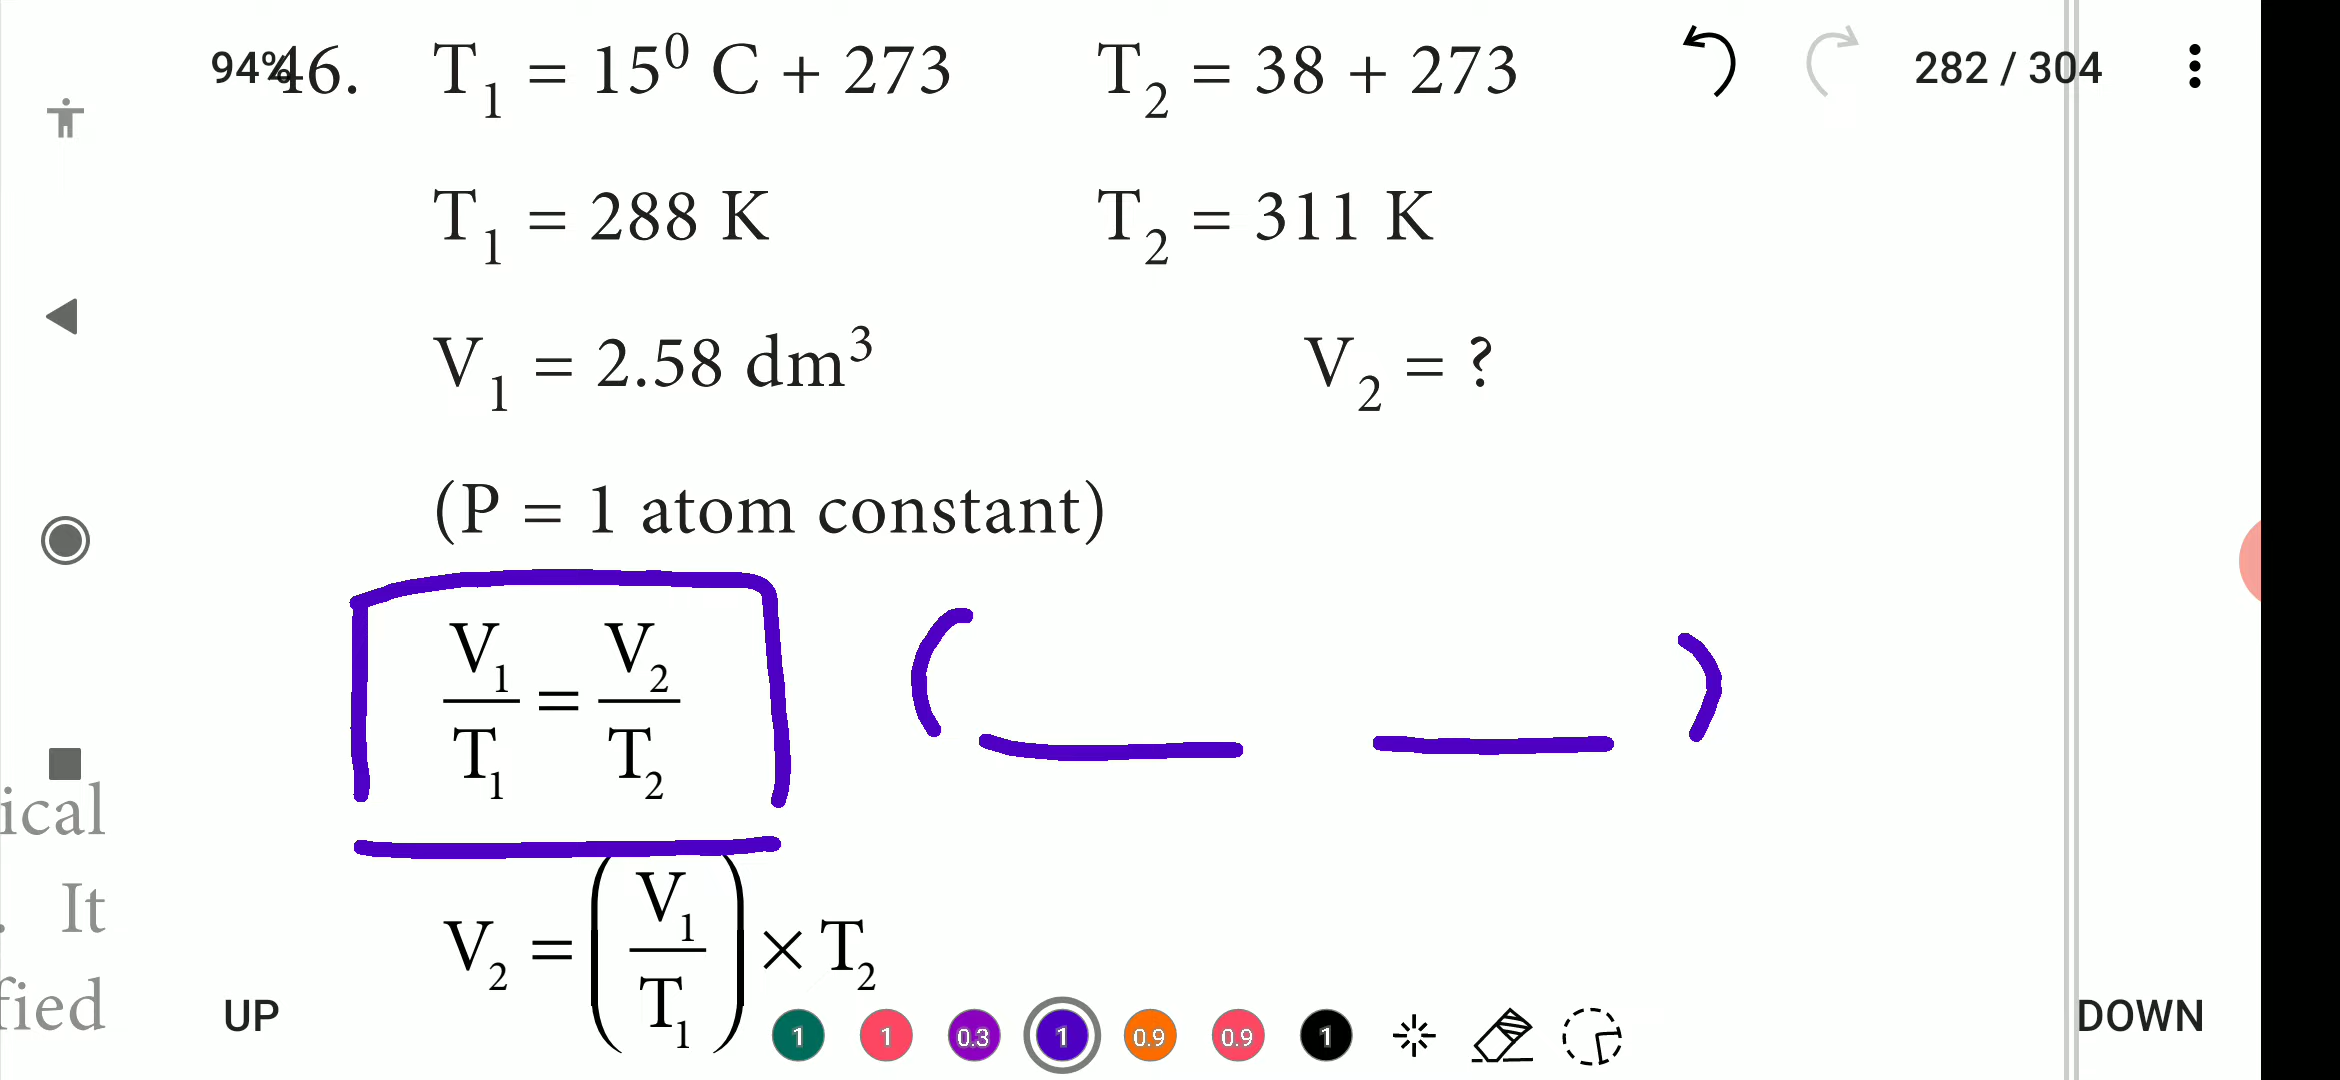 94%
282 / 304
46. T₁ = 15⁰ C + 273 T₂ = 38 + 273
T₁ = 288 K T₂ = 311 K
V₁ = 2.58 dm³ V₂ = ?
(P = 1 atom constant)
V₁/T₁ = V₂/T₂
V₂ = (V₁/T₁) × T₂
ical
. It
fied
UP
1 1 0.3 1 0.9 0.9 1
DOWN